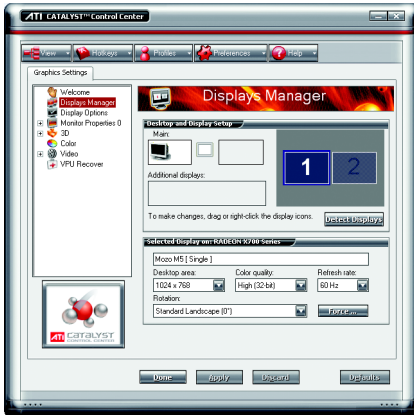 ATI CATALYST™ Control Center
View Hotkeys Profiles Preferences Help
Graphics Settings
Welcome
Displays Manager
Display Options
Monitor Properties 0
3D
Color
Video
VPU Recover
ATI CATALYST
CONTROL CENTER
Displays Manager
Desktop and Display Setup
Main:
Additional displays:
1 2
To make changes, drag or right-click the display icons.
Detect Displays
Selected Display on: RADEON X700 Series
Mozo M5 [ Single ]
Desktop area: Color quality: Refresh rate:
1024 x 768 High (32-bit) 60 Hz
Rotation:
Standard Landscape (0°) Force ...
Done Apply Discard Defaults